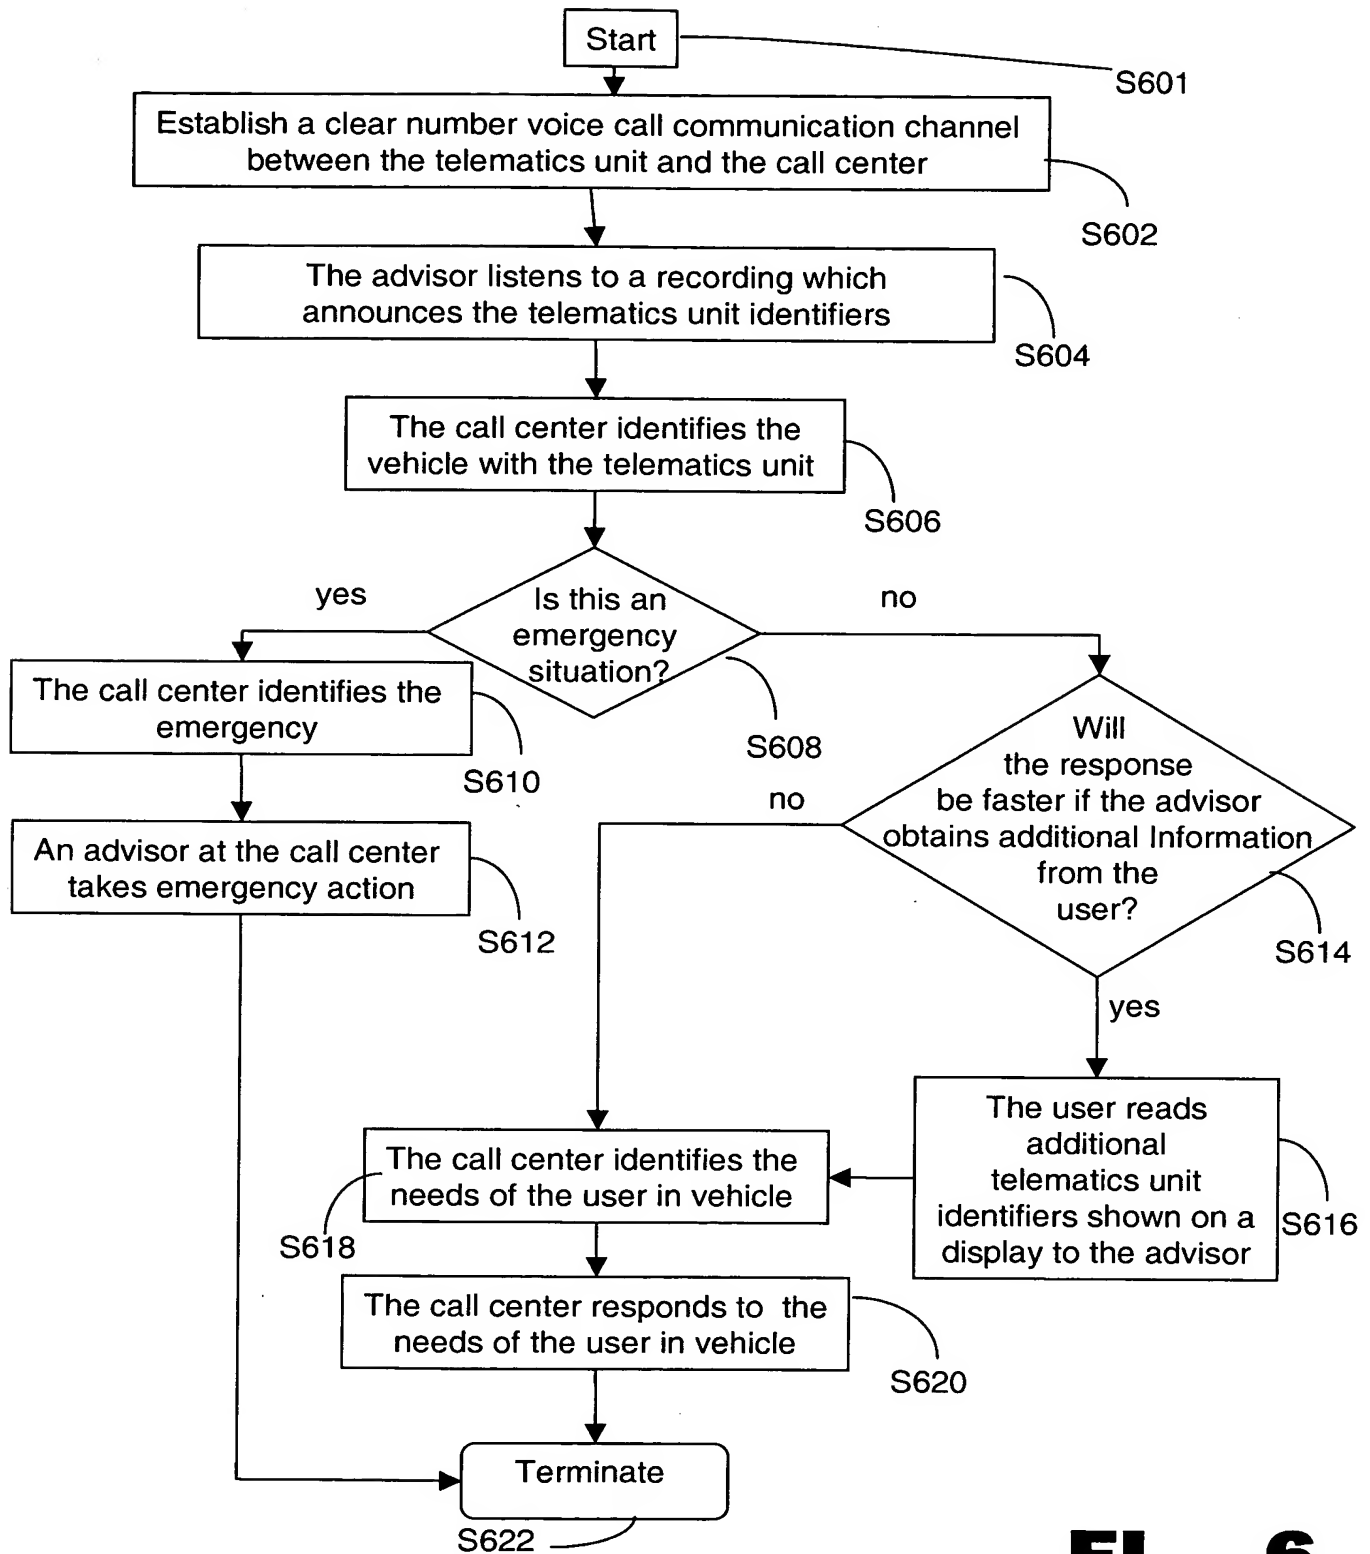 Start
S601
Establish a clear number voice call communication channel
between the telematics unit and the call center
S602
The advisor listens to a recording which
announces the telematics unit identifiers
S604
The call center identifies the
vehicle with the telematics unit
S606
yes
Is this an
emergency
situation?
no
S608
The call center identifies the
emergency
S610
An advisor at the call center
takes emergency action
S612
no
Will
the response
be faster if the advisor
obtains additional Information
from the
user?
S614
yes
The user reads
additional
telematics unit
identifiers shown on a
display to the advisor
S616
The call center identifies the
needs of the user in vehicle
S618
The call center responds to the
needs of the user in vehicle
S620
Terminate
S622